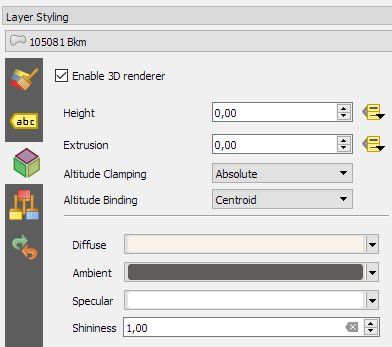 Layer Styling
105081 Bkm
Enable 3D renderer
abc
Height 0,00
Extrusion 0,00
Altitude Clamping Absolute
Altitude Binding Centroid
Diffuse
Ambient
Specular
Shininess 1,00